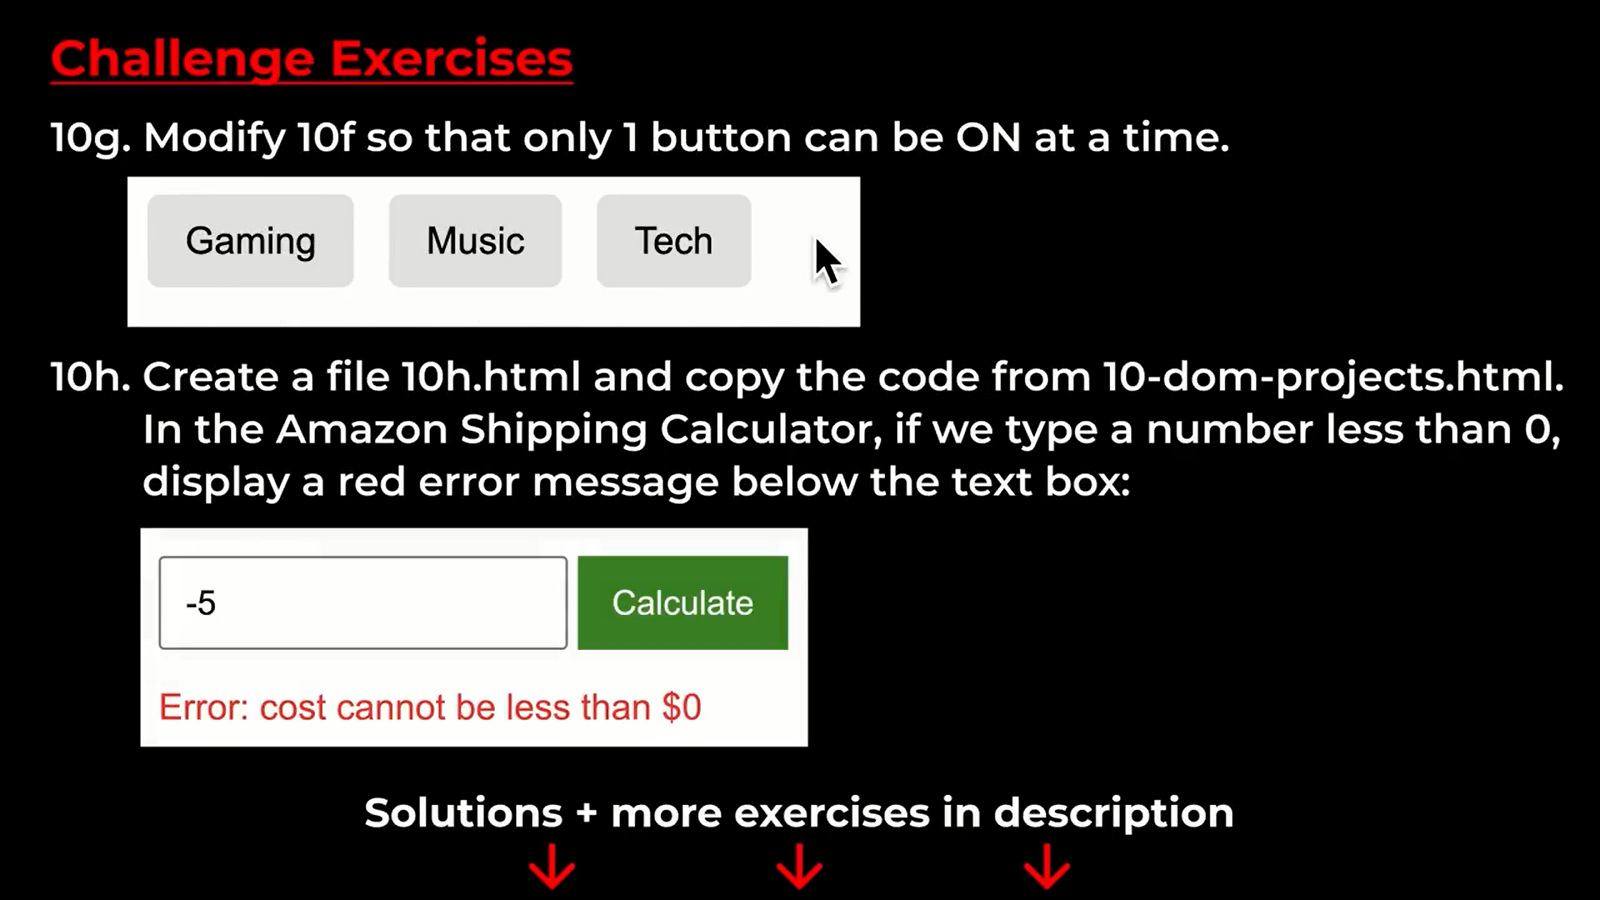 Challenge Exercises
10g. Modify 10f so that only 1 button can be ON at a time.
Gaming Music Tech
10h. Create a file 10h.html and copy the code from 10-dom-projects.html.
In the Amazon Shipping Calculator, if we type a number less than 0,
display a red error message below the text box:
-5 Calculate
Error: cost cannot be less than $0
Solutions + more exercises in description